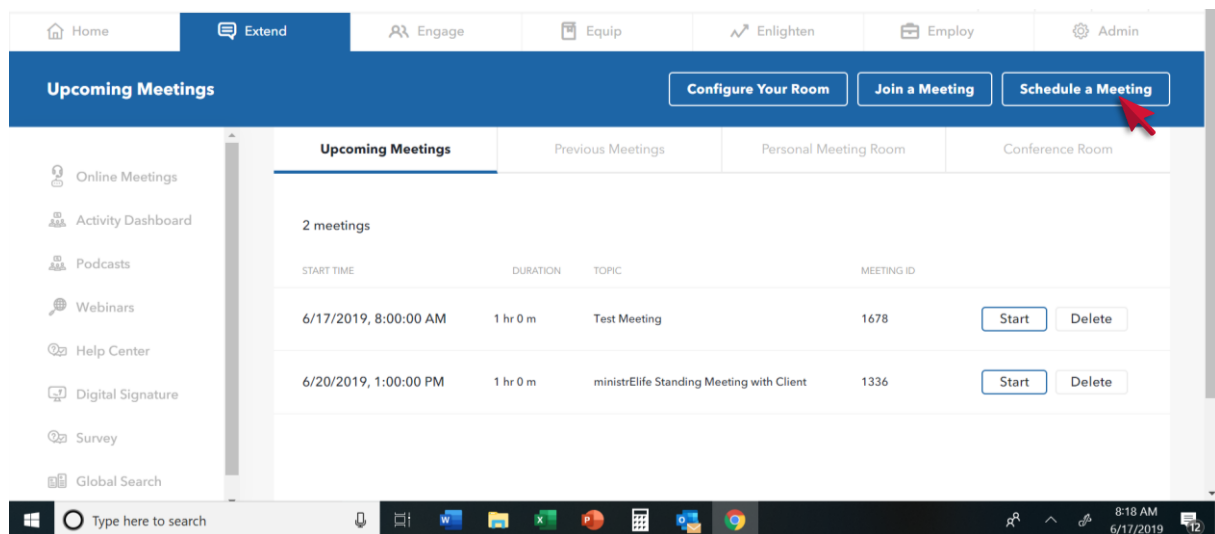 Home Extend Engage Equip Enlighten Employ Admin
Upcoming Meetings Configure Your Room Join a Meeting Schedule a Meeting
Upcoming Meetings Previous Meetings Personal Meeting Room Conference Room
Online Meetings
Activity Dashboard
Podcasts
Webinars
Help Center
Digital Signature
Survey
Global Search
2 meetings
START TIME DURATION TOPIC MEETING ID
6/17/2019, 8:00:00 AM 1 hr 0 m Test Meeting 1678 Start Delete
6/20/2019, 1:00:00 PM 1 hr 0 m ministrElife Standing Meeting with Client 1336 Start Delete
Type here to search 8:18 AM
6/17/2019 12